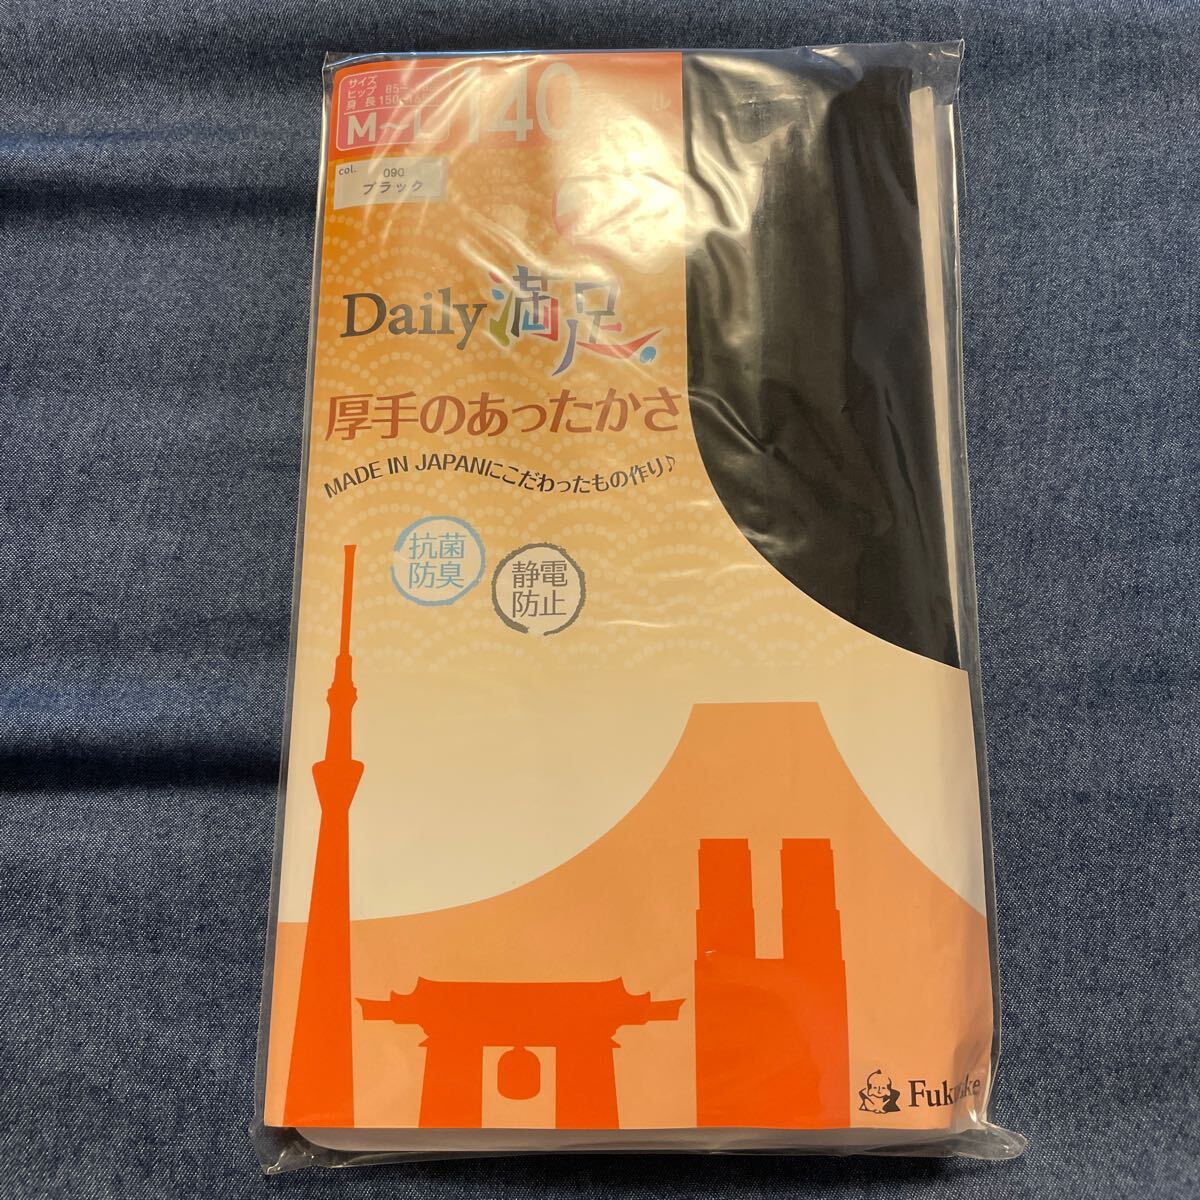 サイズ
ヒップ 85~
身長 150~
M~L
140
col. 090
ブラック
Daily満足
厚手のあったかさ
MADE IN JAPANにこだわったもの作り♪
抗菌
防臭
静電
防止